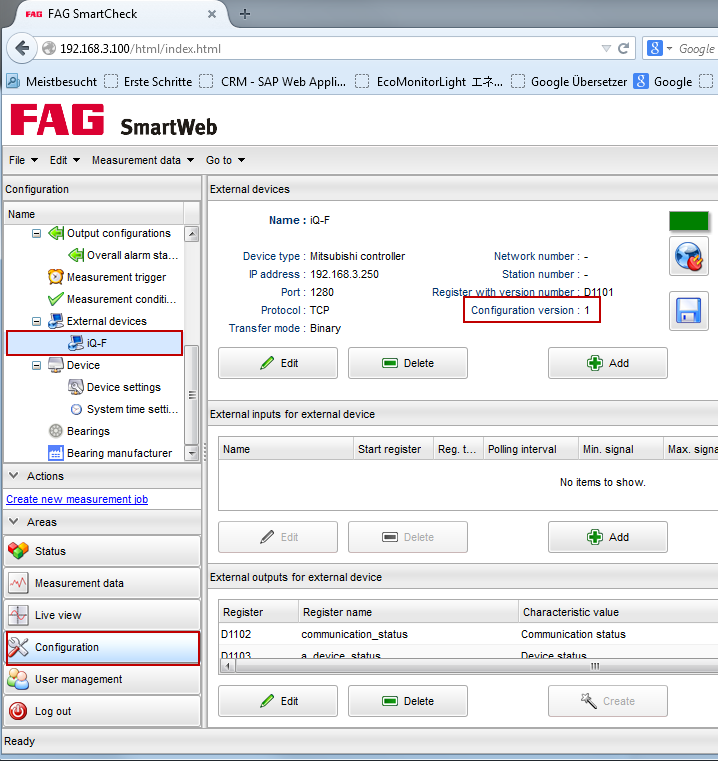 FAG SmartCheck
192.168.3.100/html/index.html
Google
Meistbesucht
Erste Schritte
CRM - SAP Web Appli...
EcoMonitorLight エネ...
Google Übersetzer
Google
FAG SmartWeb
File
Edit
Measurement data
Go to
Configuration
Name
Output configurations
Overall alarm sta...
Measurement trigger
Measurement conditi...
External devices
iQ-F
Device
Device settings
System time setti...
Bearings
Bearing manufacturer
Actions
Create new measurement job
Areas
Status
Measurement data
Live view
Configuration
User management
Log out
External devices
Name : iQ-F
Device type : Mitsubishi controller
IP address : 192.168.3.250
Port : 1280
Protocol : TCP
Transfer mode : Binary
Network number : -
Station number : -
Register with version number : D1101
Configuration version : 1
Edit
Delete
Add
External inputs for external device
Name
Start register
Reg. t...
Polling interval
Min. signal
Max. signa
No items to show.
Edit
Delete
Add
External outputs for external device
Register
Register name
Characteristic value
D1102
communication_status
Communication status
D1103
a_device_status
Device status
Edit
Delete
Create
Ready